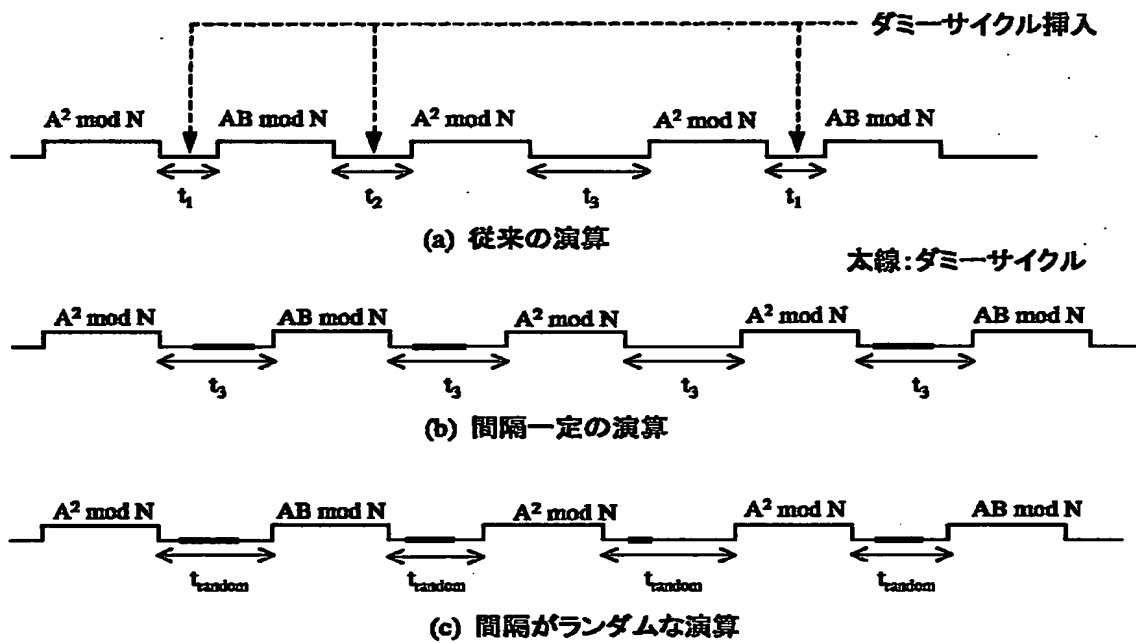 ダミーサイクル挿入
A² mod N AB mod N A² mod N A² mod N AB mod N
t₁ t₂ t₃ t₁
(a) 従来の演算
太線:ダミーサイクル
A² mod N AB mod N A² mod N A² mod N AB mod N
t₃ t₃ t₃ t₃
(b) 間隔一定の演算
A² mod N AB mod N A² mod N A² mod N AB mod N
t_random t_random t_random t_random
(c) 間隔がランダムな演算